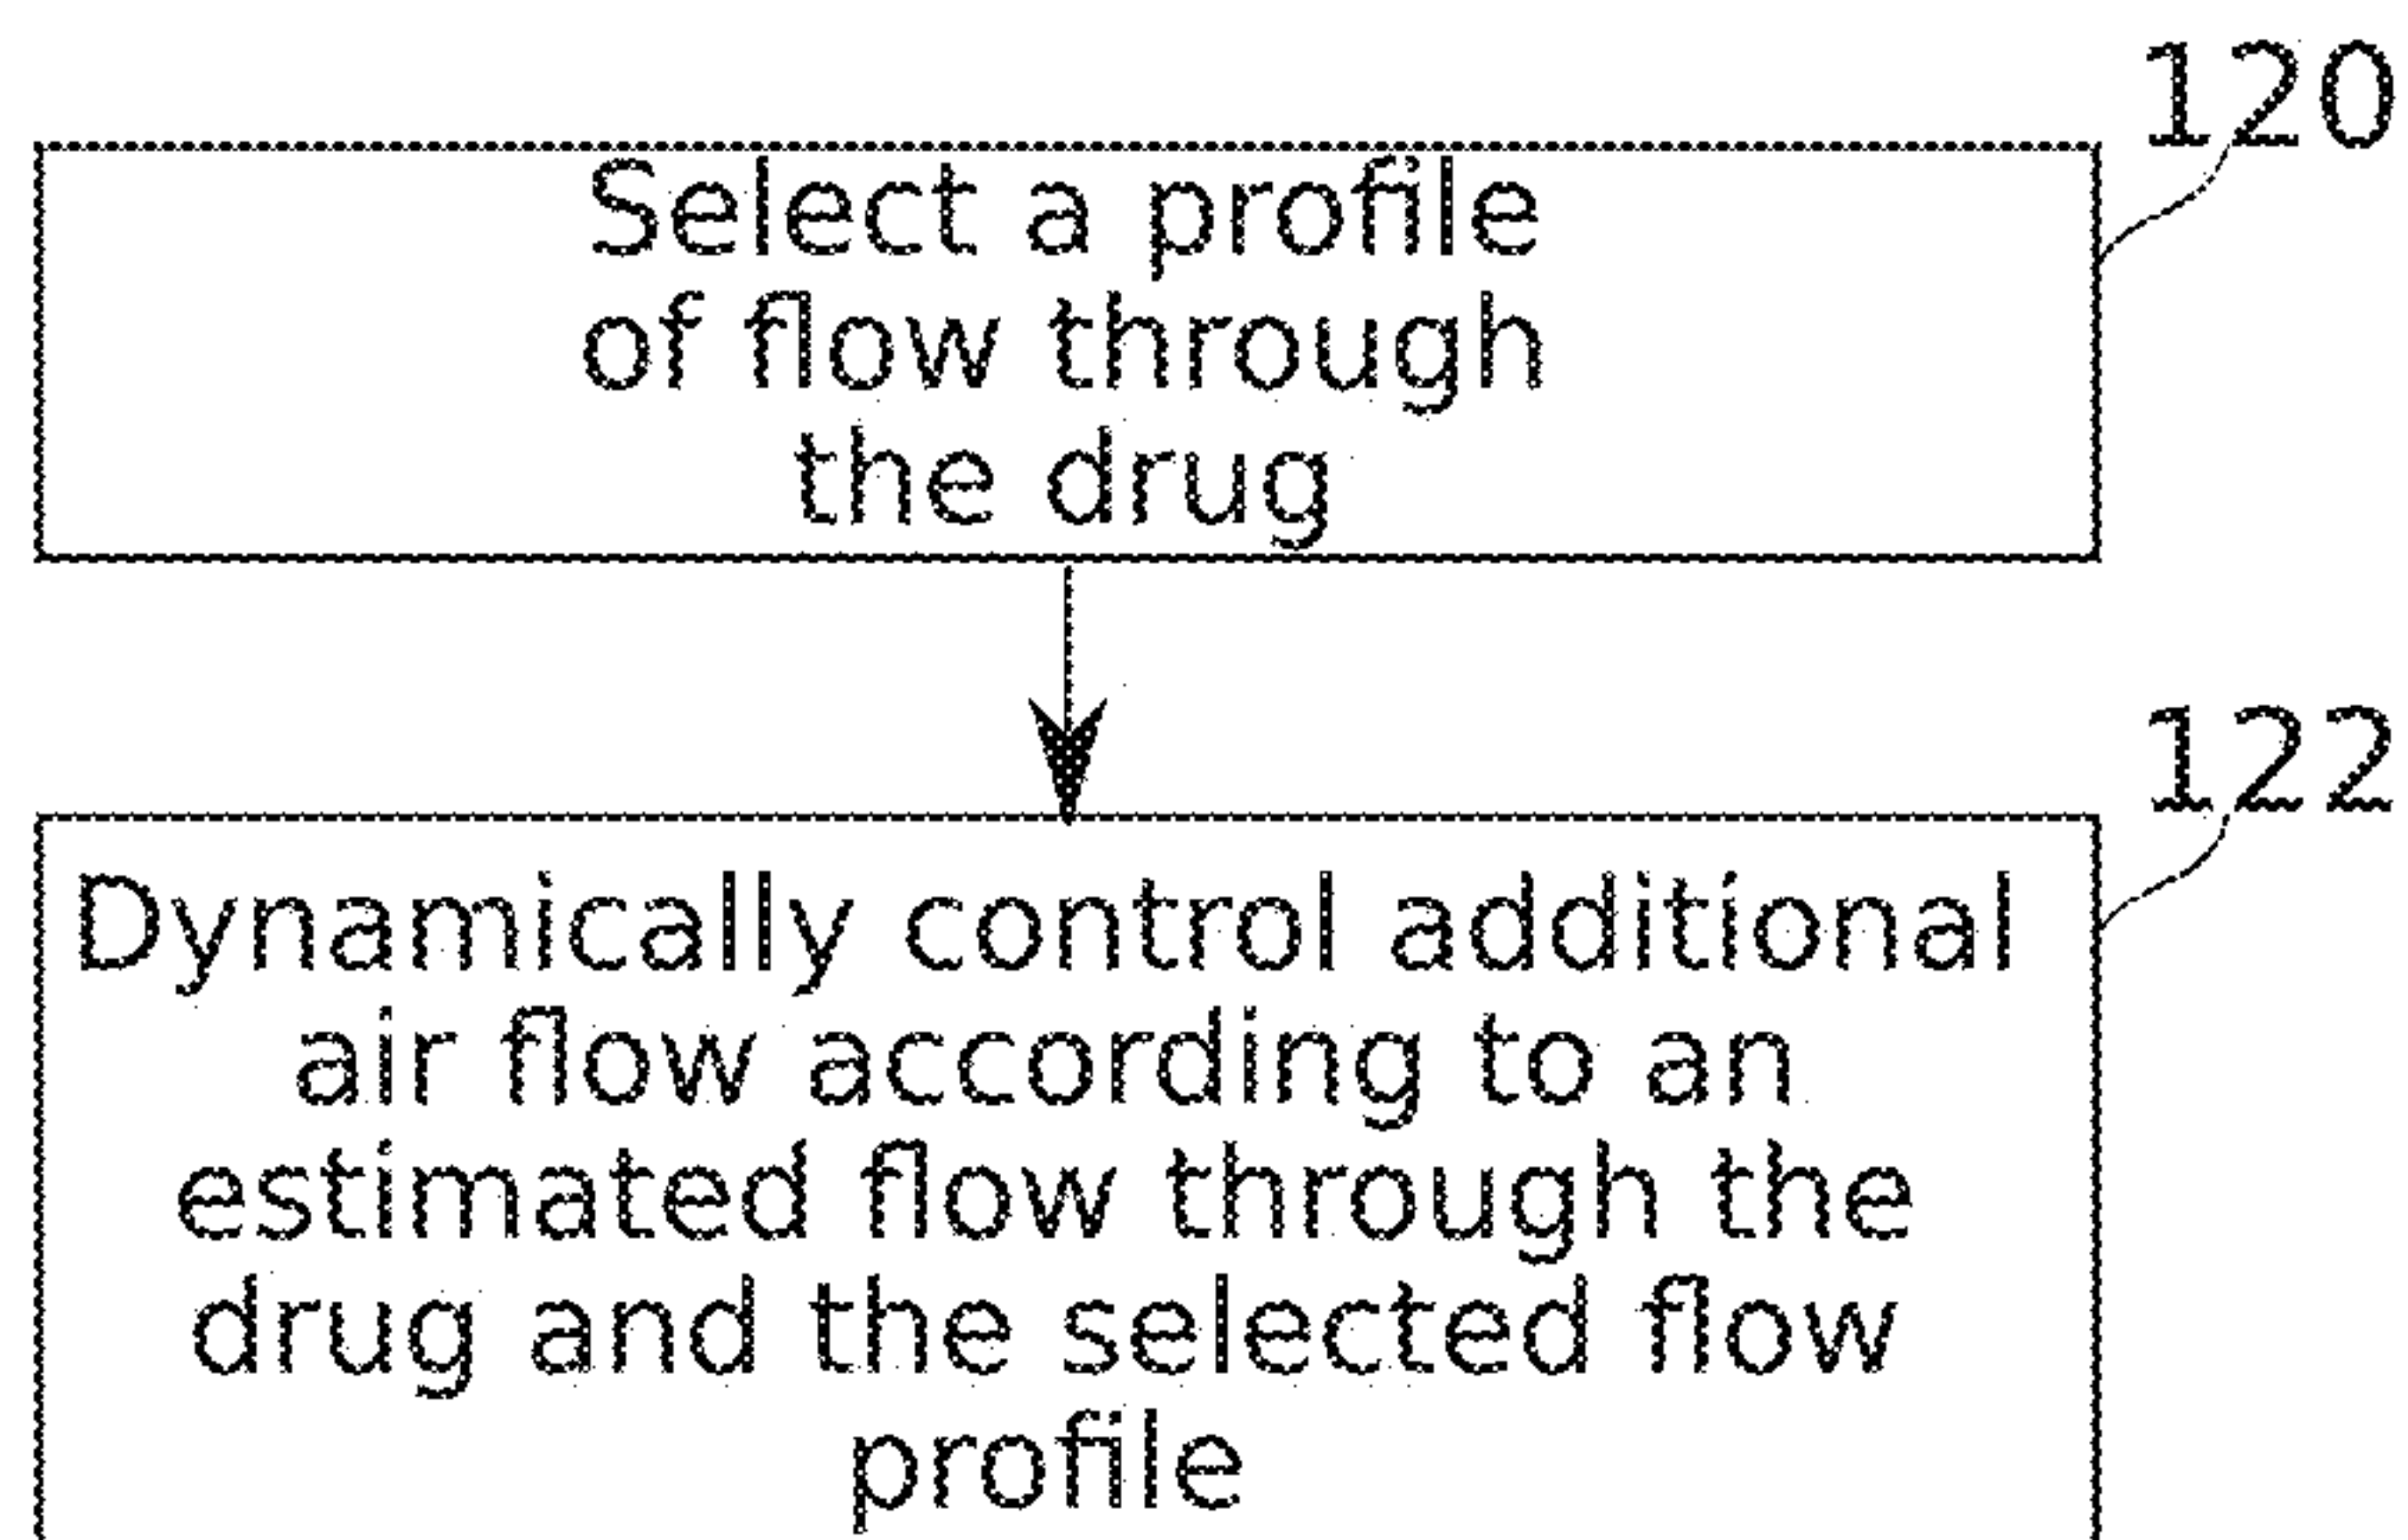 120
Select a profile
of flow through
the drug
122
Dynamically control additional
air flow according to an
estimated flow through the
drug and the selected flow
profile